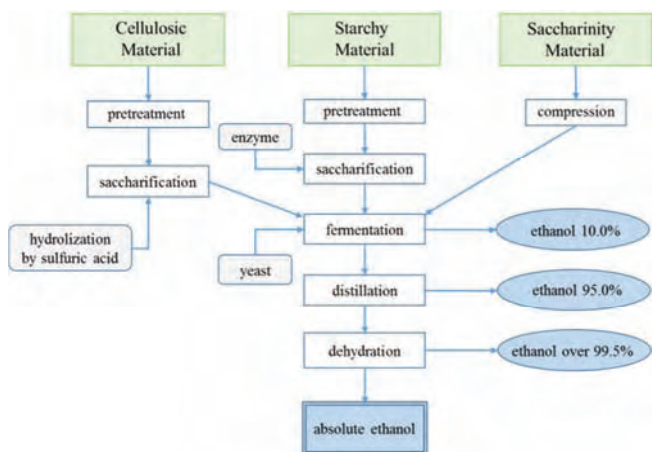 Cellulosic
Material
Starchy
Material
Saccharinity
Material
pretreatment
pretreatment
compression
enzyme
saccharification
saccharification
hydrolization
by sulfuric acid
fermentation
ethanol 10.0%
yeast
distillation
ethanol 95.0%
dehydration
ethanol over 99.5%
absolute ethanol